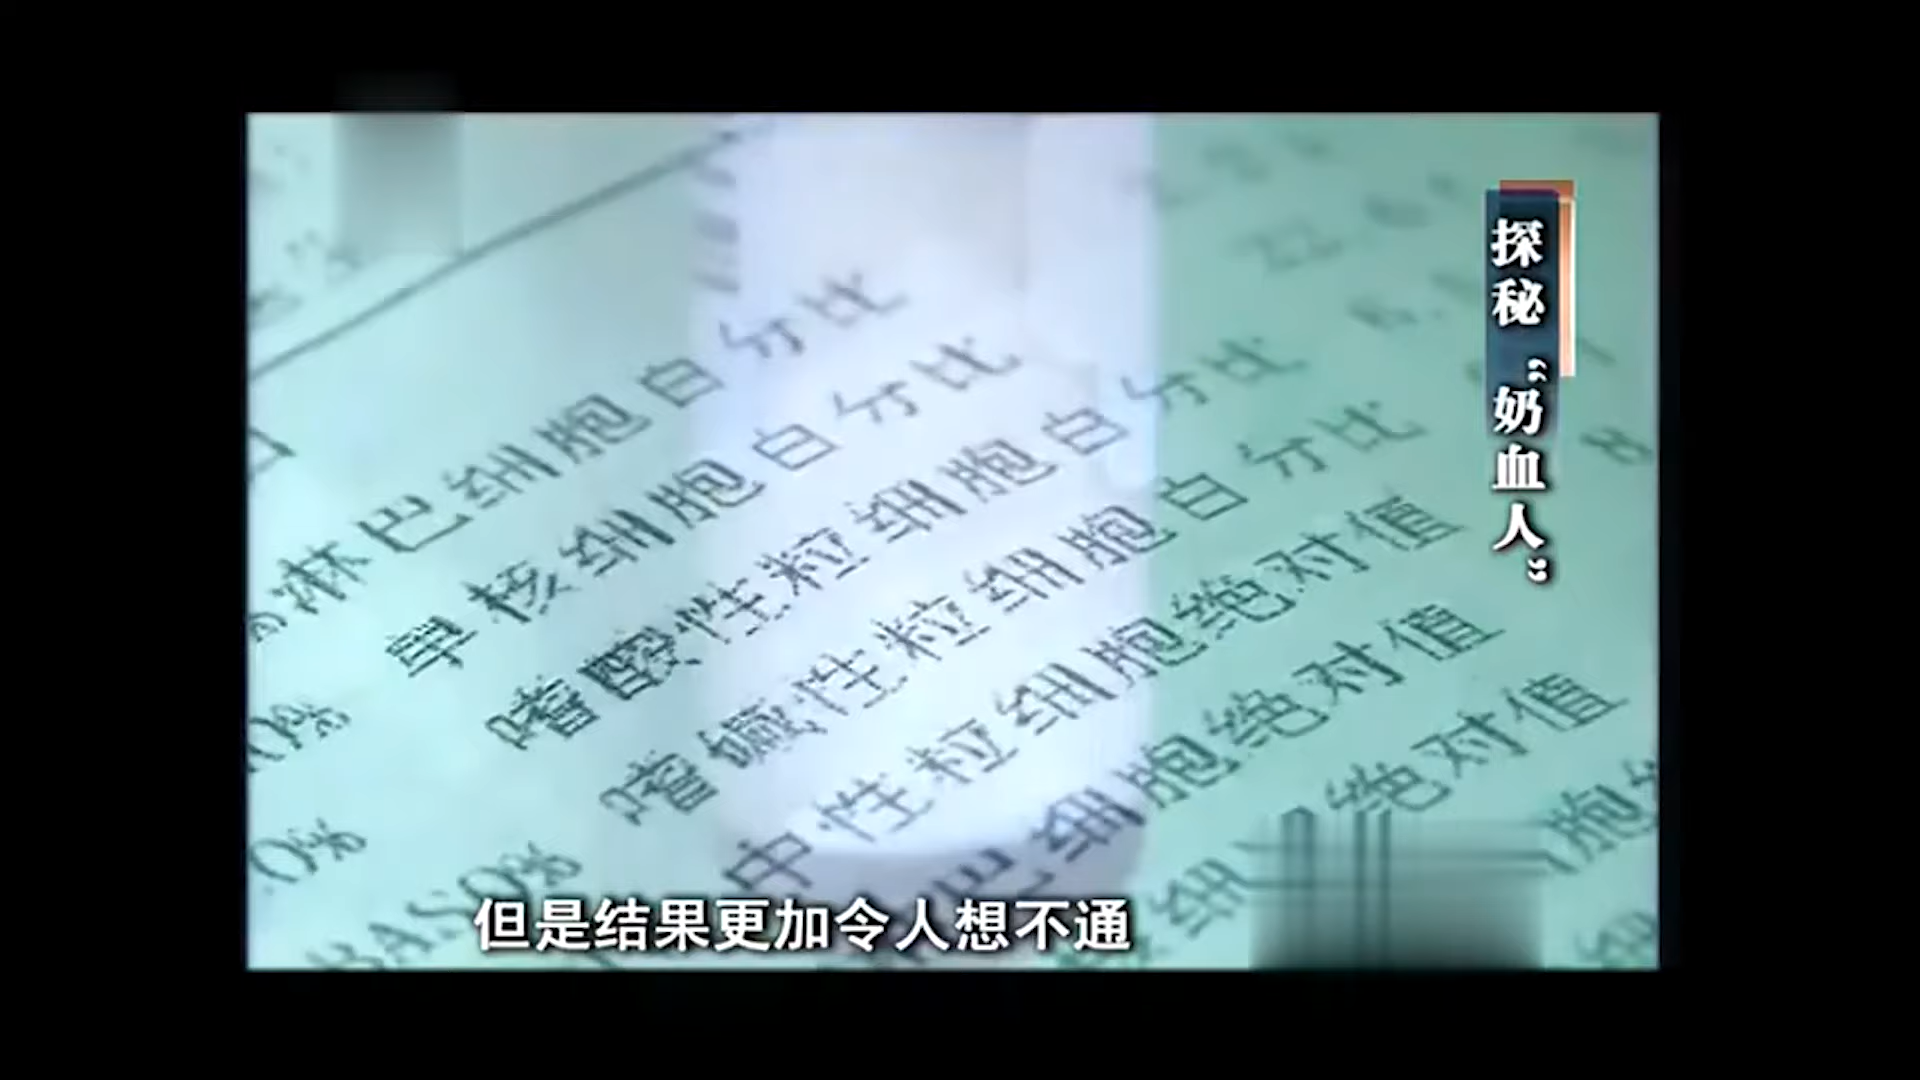 探秘“奶血人”
淋巴细胞百分比
单核细胞百分比
嗜酸性粒细胞百分比
嗜碱性粒细胞百分比
中性粒细胞绝对值
巴细胞绝对值
细 绝对值
胞
0%
0%
BASO%
但是结果更加令人想不通